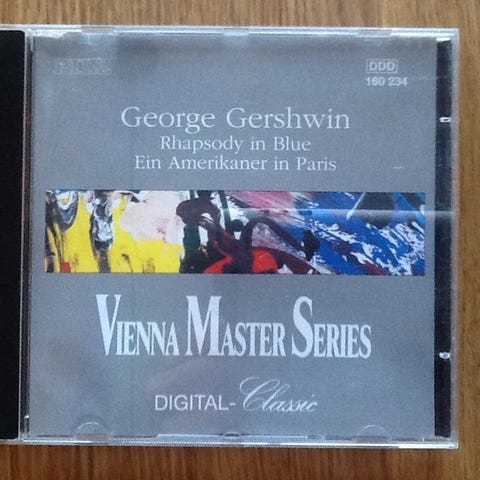 DDD
160 234
George Gershwin
Rhapsody in Blue
Ein Amerikaner in Paris
VIENNA MASTER SERIES
DIGITAL-Classic